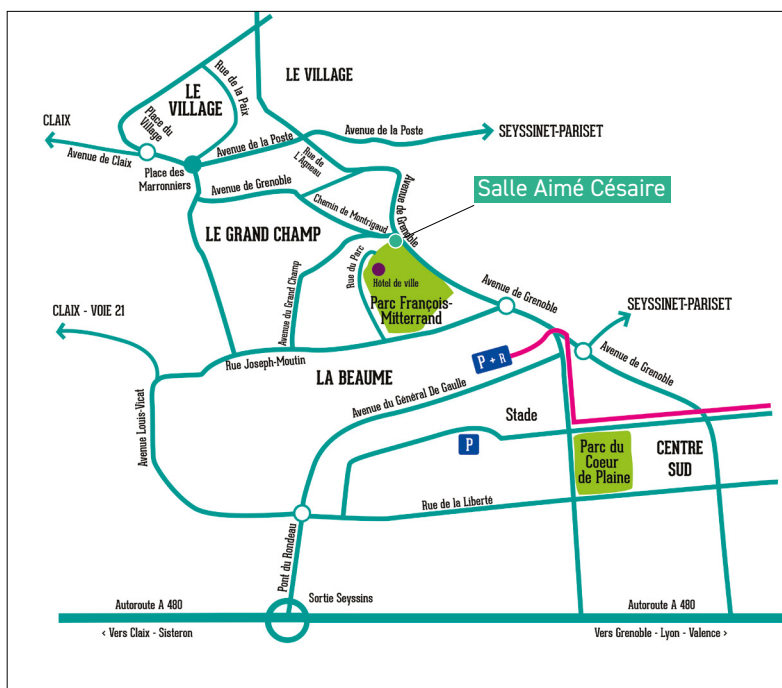 LE VILLAGE
Rue de la Paix
LE
VILLAGE
Place du
Village
CLAIX
Avenue de Claix
Place des
Marronniers
Avenue de la Poste
Avenue de la Poste
SEYSSINET-PARISET
Rue de
L'Agneau
Avenue de Grenoble
Chemin de Montrigaud
Avenue de Grenoble
Salle Aimé Césaire
LE GRAND CHAMP
Rue du Parc
Hôtel de ville
Parc François-
Mitterrand
Avenue du Grand Champ
Avenue de Grenoble
SEYSSINET-PARISET
CLAIX - VOIE 21
Rue Joseph-Moutin
P + R
Avenue de Grenoble
LA BEAUME
Avenue du Général De Gaulle
Avenue Louis-Vicat
Stade
P
Parc du
Coeur
de Plaine
CENTRE
SUD
Rue de la Liberté
Pont du Rondeau
Sortie Seyssins
Autoroute A 480
Autoroute A 480
‹ Vers Claix - Sisteron
Vers Grenoble - Lyon - Valence ›